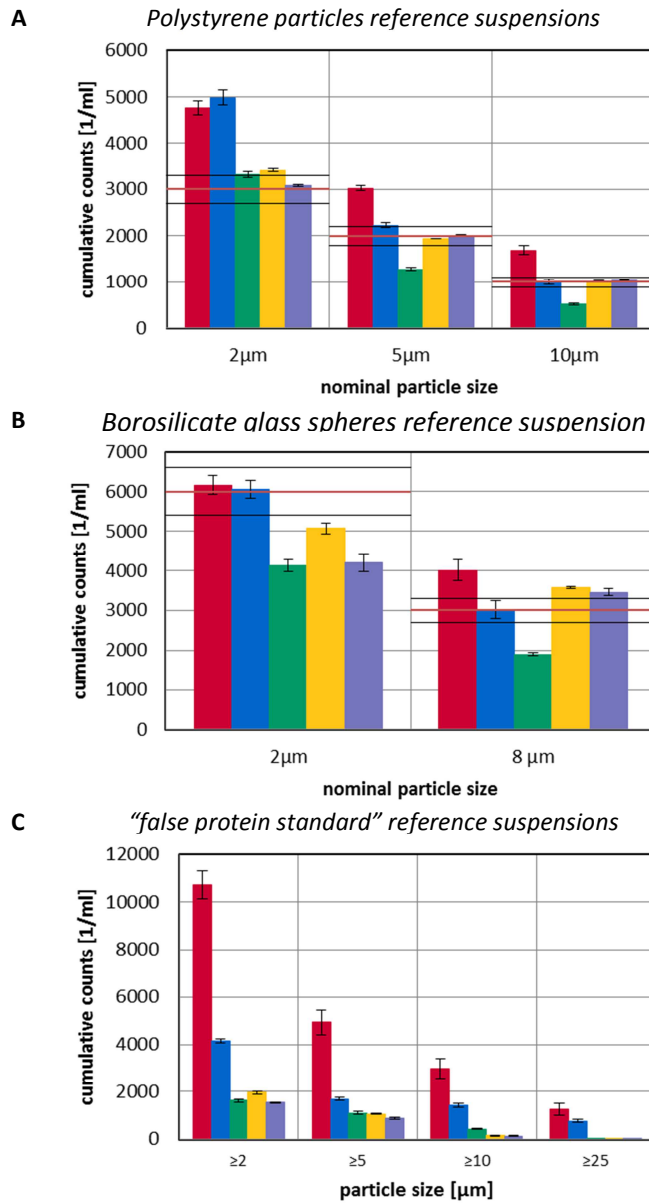 A
Polystyrene particles reference suspensions
cumulative counts [1/ml]
6000
5000
4000
3000
2000
1000
0
2µm 5µm 10µm
nominal particle size
B
Borosilicate glass spheres reference suspension
cumulative counts [1/ml]
7000
6000
5000
4000
3000
2000
1000
0
2µm 8 µm
nominal particle size
C
“false protein standard” reference suspensions
cumulative counts [1/ml]
12000
10000
8000
6000
4000
2000
0
≥2 ≥5 ≥10 ≥25
particle size [µm]